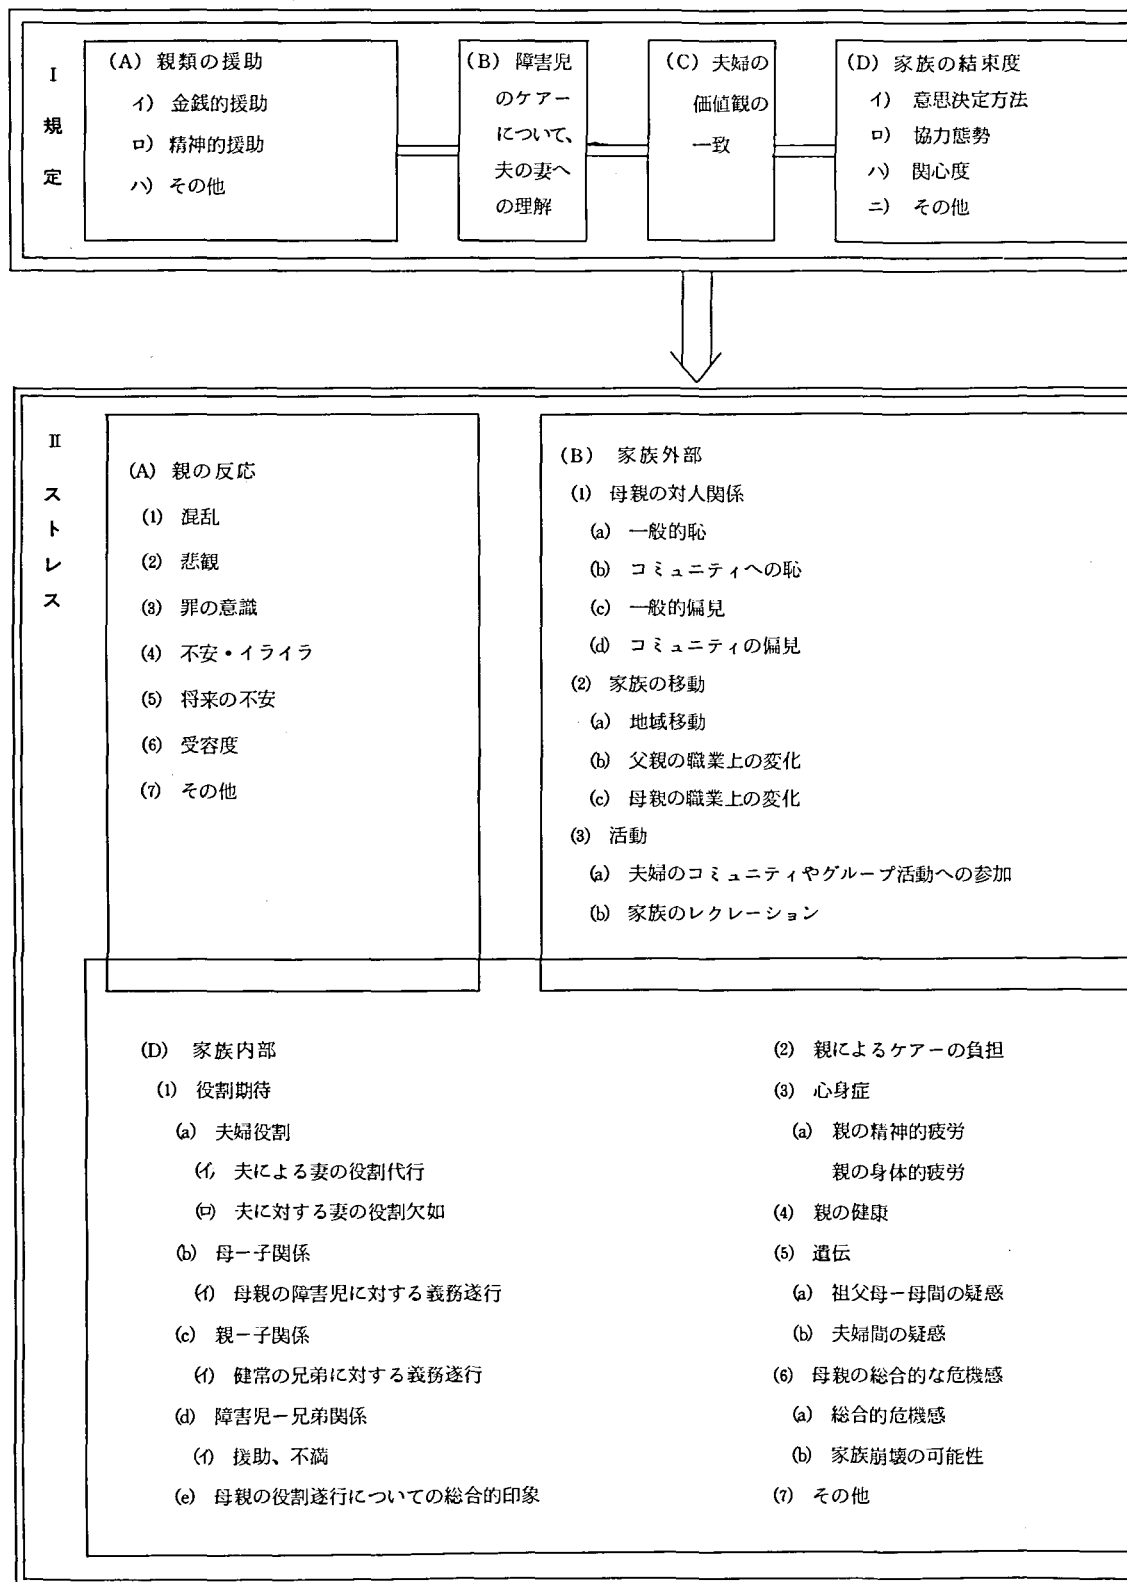 I
規
定
(A) 親類の援助
イ) 金銭的援助
ロ) 精神的援助
ハ) その他
(B) 障害児
のケアー
について、
夫の妻へ
の理解
(C) 夫婦の
価値観の
一致
(D) 家族の結束度
イ) 意思決定方法
ロ) 協力態勢
ハ) 関心度
ニ) その他
II
ス
ト
レ
ス
(A) 親の反応
(1) 混乱
(2) 悲観
(3) 罪の意識
(4) 不安・イライラ
(5) 将来の不安
(6) 受容度
(7) その他
(B) 家族外部
(1) 母親の対人関係
(a) 一般的恥
(b) コミュニティへの恥
(c) 一般的偏見
(d) コミュニティの偏見
(2) 家族の移動
(a) 地域移動
(b) 父親の職業上の変化
(c) 母親の職業上の変化
(3) 活動
(a) 夫婦のコミュニティやグループ活動への参加
(b) 家族のレクレーション
(D) 家族内部
(1) 役割期待
(a) 夫婦役割
(イ) 夫による妻の役割代行
(ロ) 夫に対する妻の役割欠如
(b) 母ー子関係
(イ) 母親の障害児に対する義務遂行
(c) 親ー子関係
(イ) 健常の兄弟に対する義務遂行
(d) 障害児ー兄弟関係
(イ) 援助、不満
(e) 母親の役割遂行についての総合的印象
(2) 親によるケアーの負担
(3) 心身症
(a) 親の精神的疲労
親の身体的疲労
(4) 親の健康
(5) 遺伝
(a) 祖父母ー母間の疑惑
(b) 夫婦間の疑惑
(6) 母親の総合的な危機感
(a) 総合的危機感
(b) 家族崩壊の可能性
(7) その他